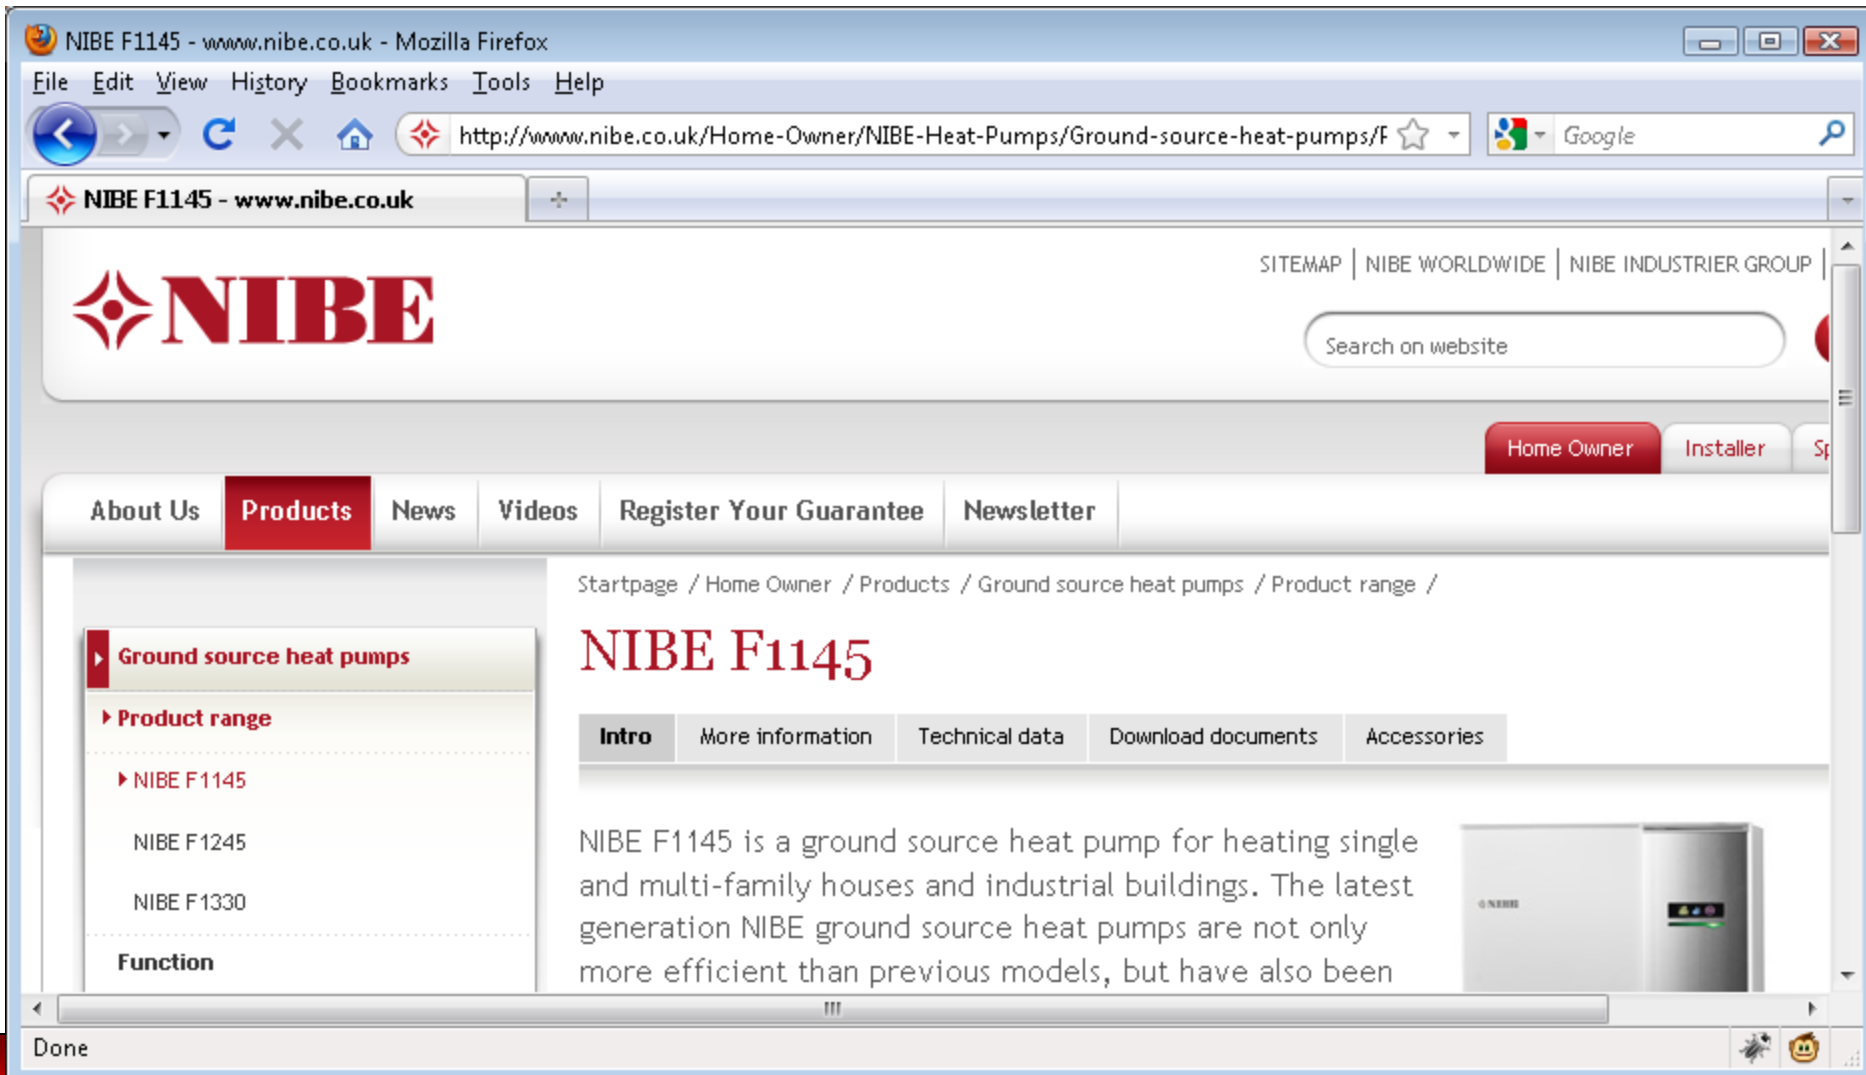 NIBE F1145 - www.nibe.co.uk - Mozilla Firefox
File Edit View History Bookmarks Tools Help
http://www.nibe.co.uk/Home-Owner/NIBE-Heat-Pumps/Ground-source-heat-pumps/F
Google
NIBE F1145 - www.nibe.co.uk
SITEMAP | NIBE WORLDWIDE | NIBE INDUSTRIER GROUP |
NIBE
Search on website
Home Owner Installer Sp
About Us Products News Videos Register Your Guarantee Newsletter
Startpage / Home Owner / Products / Ground source heat pumps / Product range /
Ground source heat pumps
Product range
NIBE F1145
NIBE F1245
NIBE F1330
Function
NIBE F1145
Intro More information Technical data Download documents Accessories
NIBE F1145 is a ground source heat pump for heating single
and multi-family houses and industrial buildings. The latest
generation NIBE ground source heat pumps are not only
more efficient than previous models, but have also been
NIBE
Done